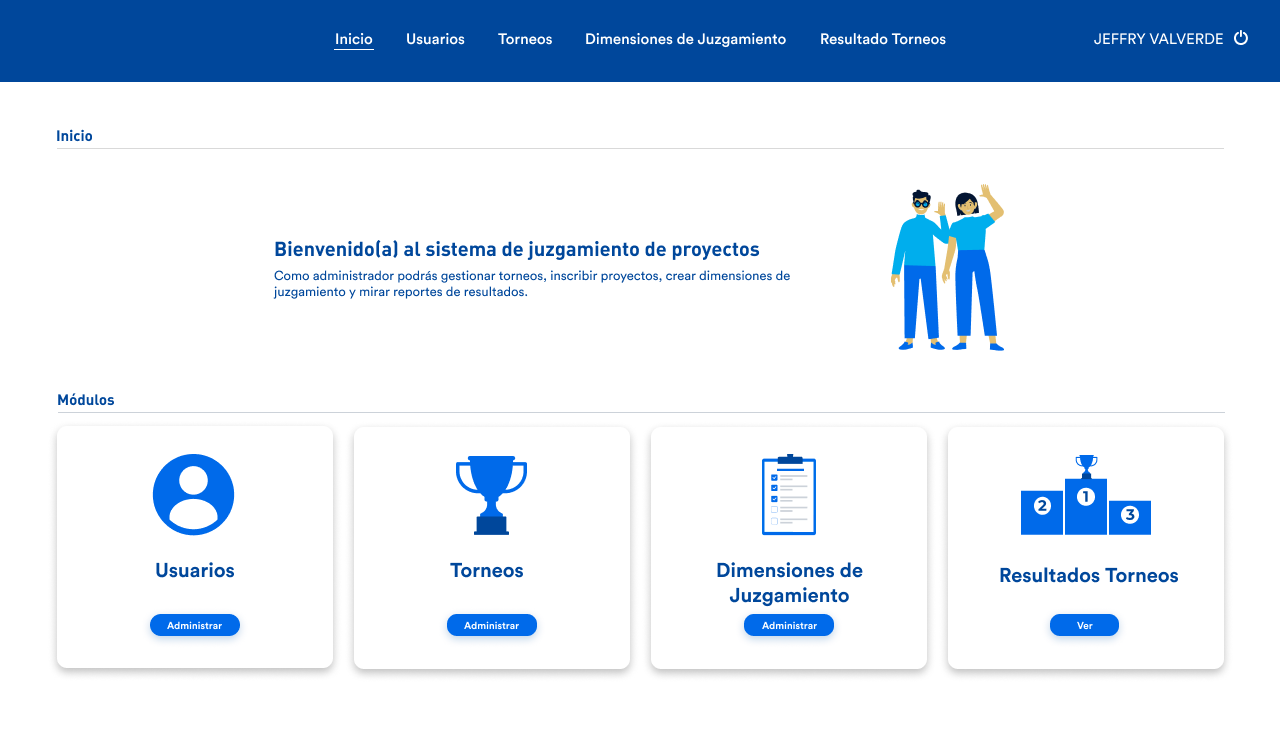 Inicio
Usuarios
Torneos
Dimensiones de Juzgamiento
Resultado Torneos
JEFFRY VALVERDE
Inicio
Bienvenido(a) al sistema de juzgamiento de proyectos
Como administrador podrás gestionar torneos, inscribir proyectos, crear dimensiones de
juzgamiento y mirar reportes de resultados.
Módulos
Usuarios
Administrar
Torneos
Administrar
Dimensiones de
Juzgamiento
Administrar
2
1
3
Resultados Torneos
Ver